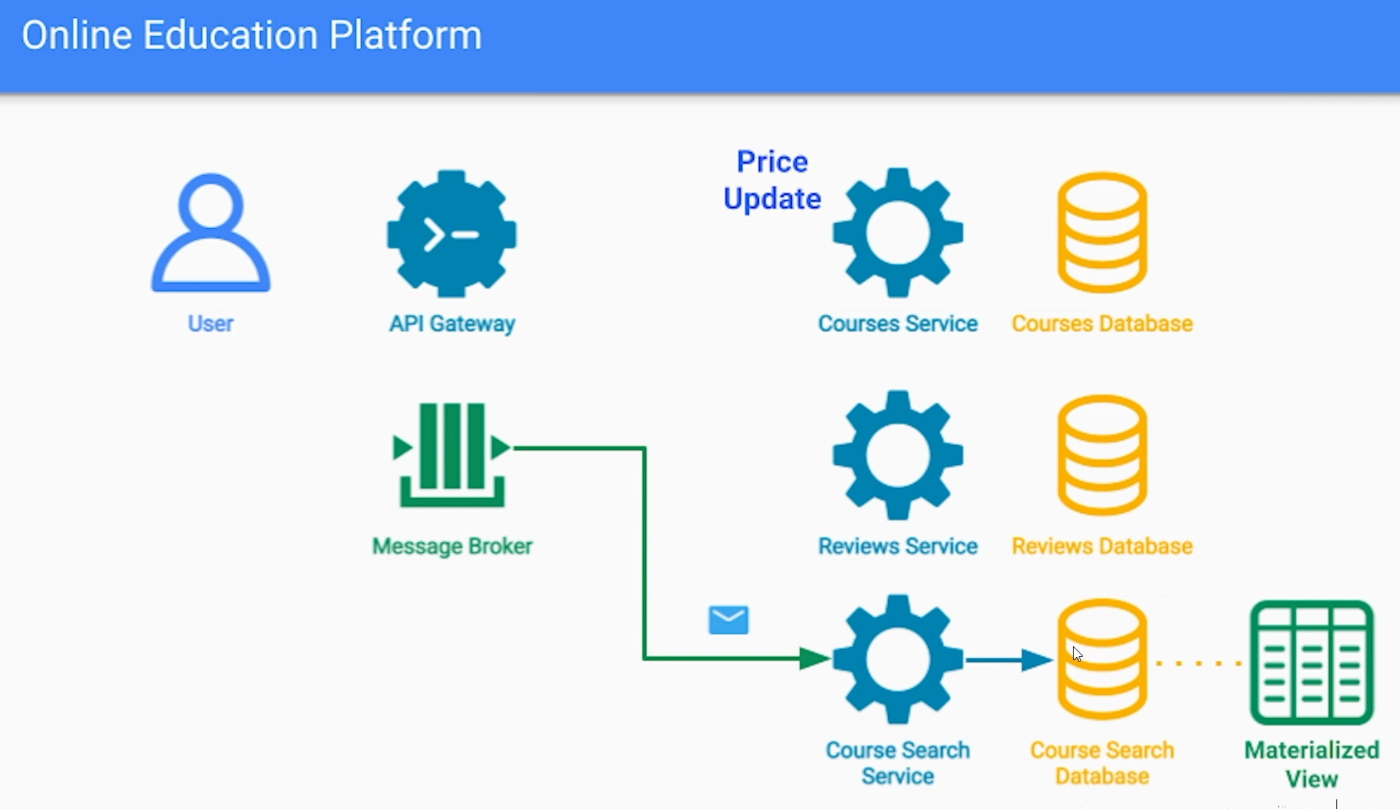 Online Education Platform
Price
Update
User
API Gateway
Courses Service
Courses Database
Message Broker
Reviews Service
Reviews Database
Course Search
Service
Course Search
Database
Materialized
View